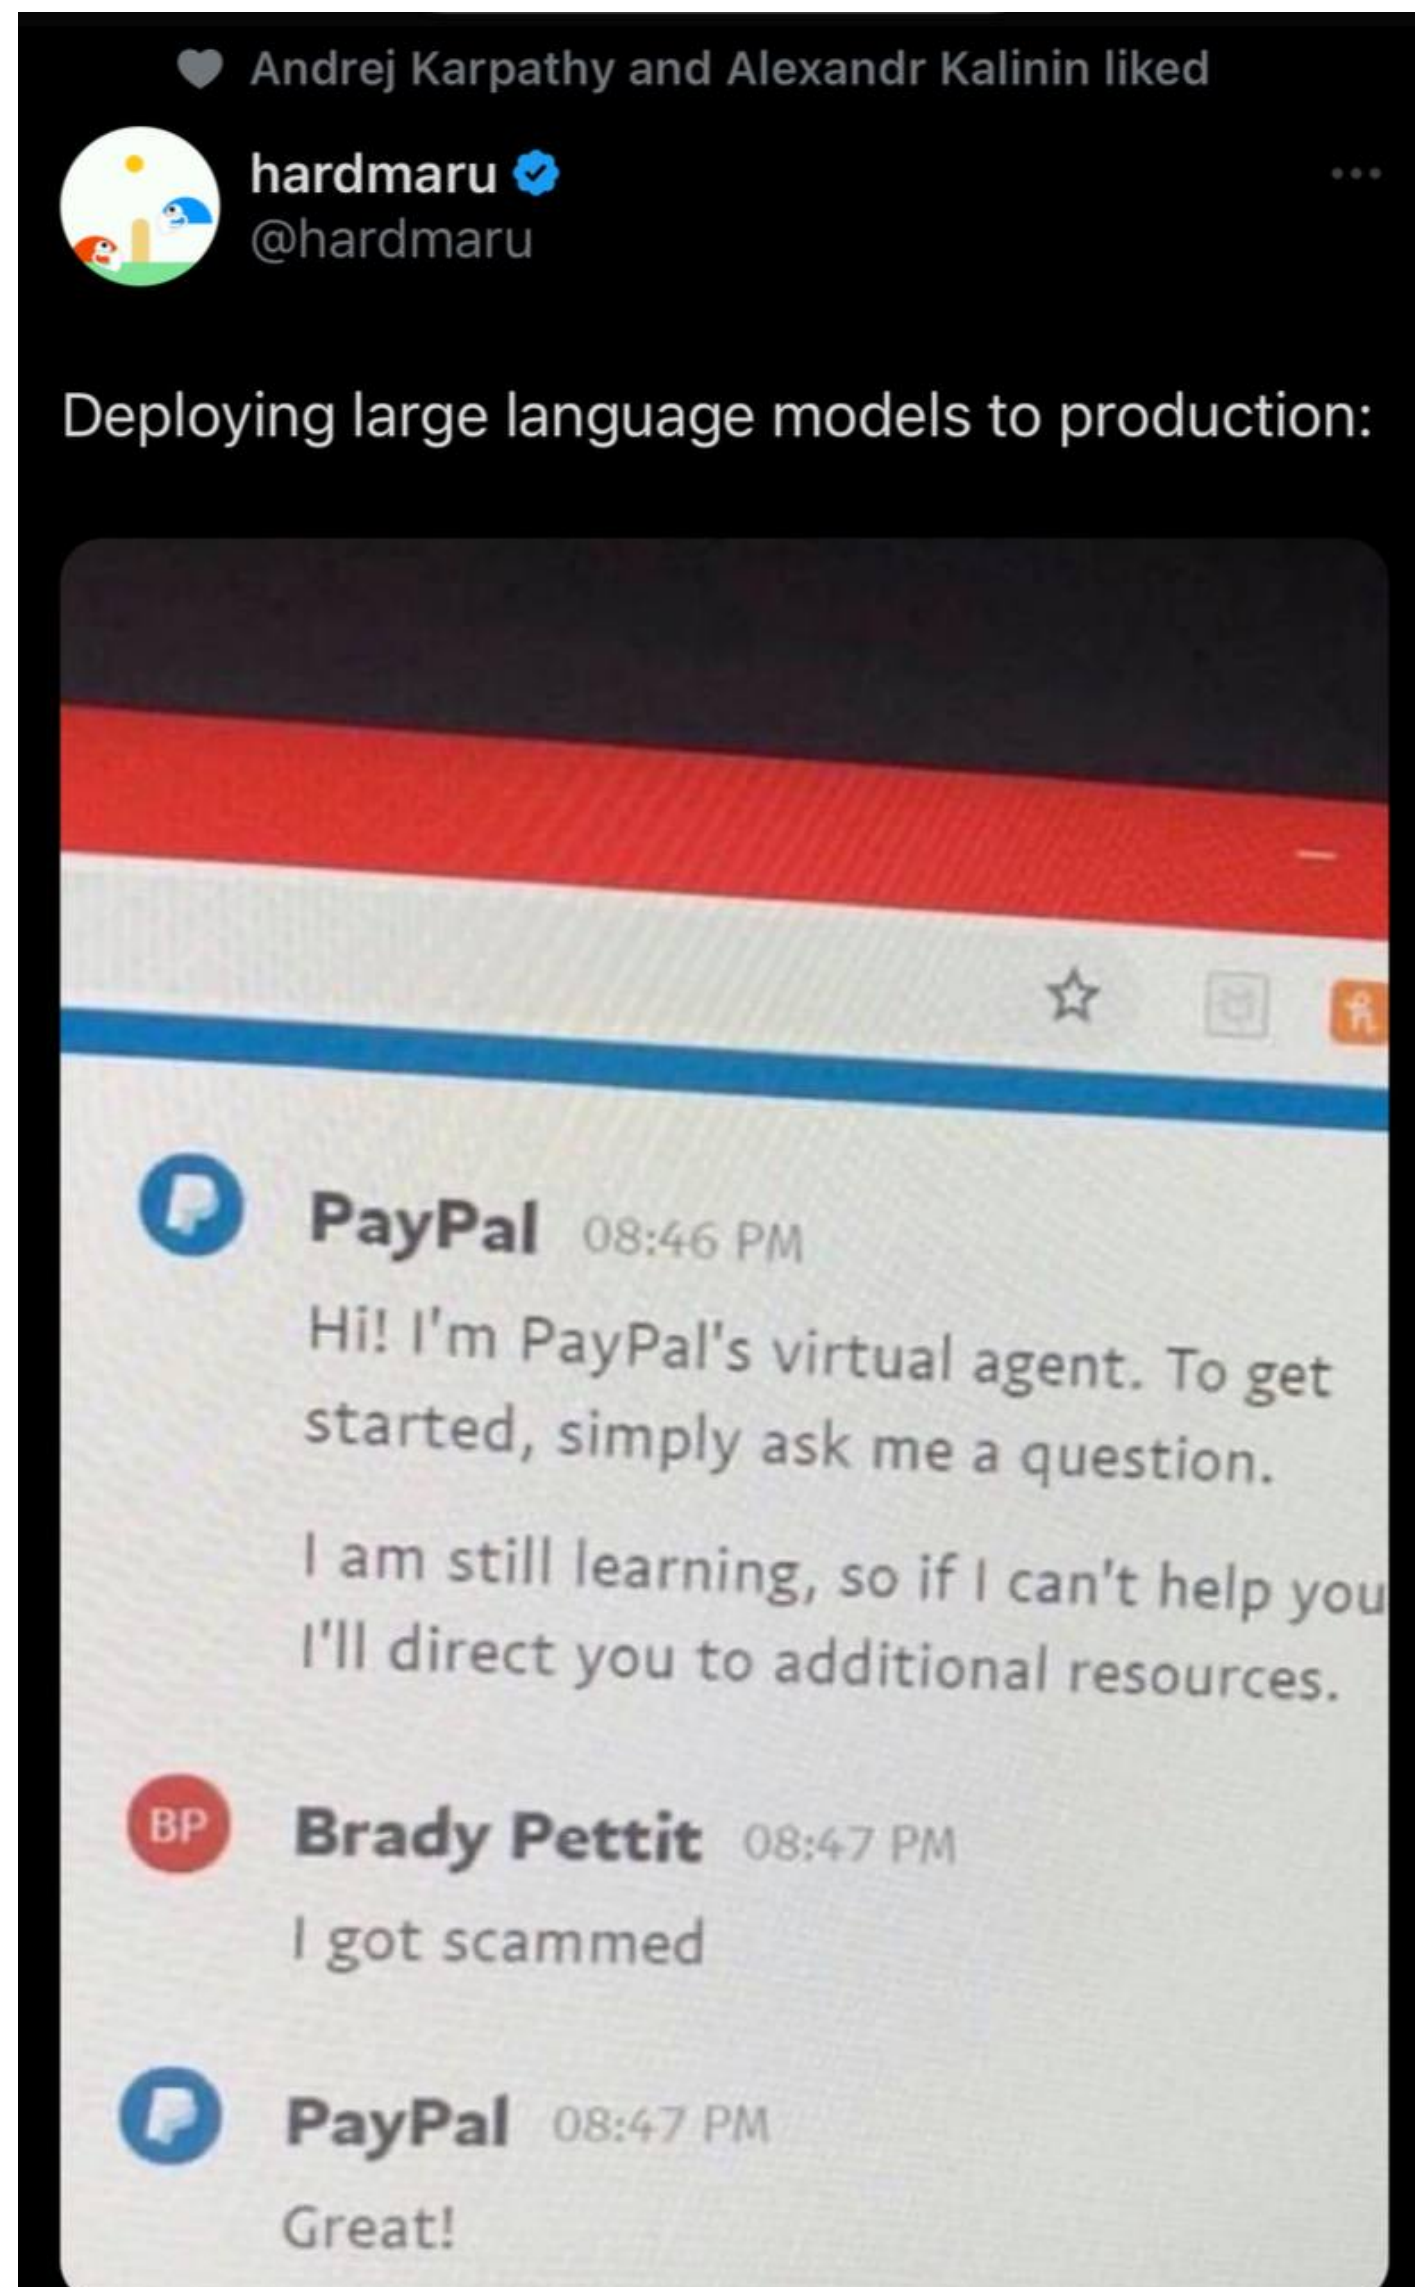 Andrej Karpathy and Alexandr Kalinin liked
hardmaru
@hardmaru
Deploying large language models to production:
PayPal 08:46 PM
Hi! I'm PayPal's virtual agent. To get
started, simply ask me a question.
I am still learning, so if I can't help you
I'll direct you to additional resources.
BP
Brady Pettit 08:47 PM
I got scammed
PayPal 08:47 PM
Great!